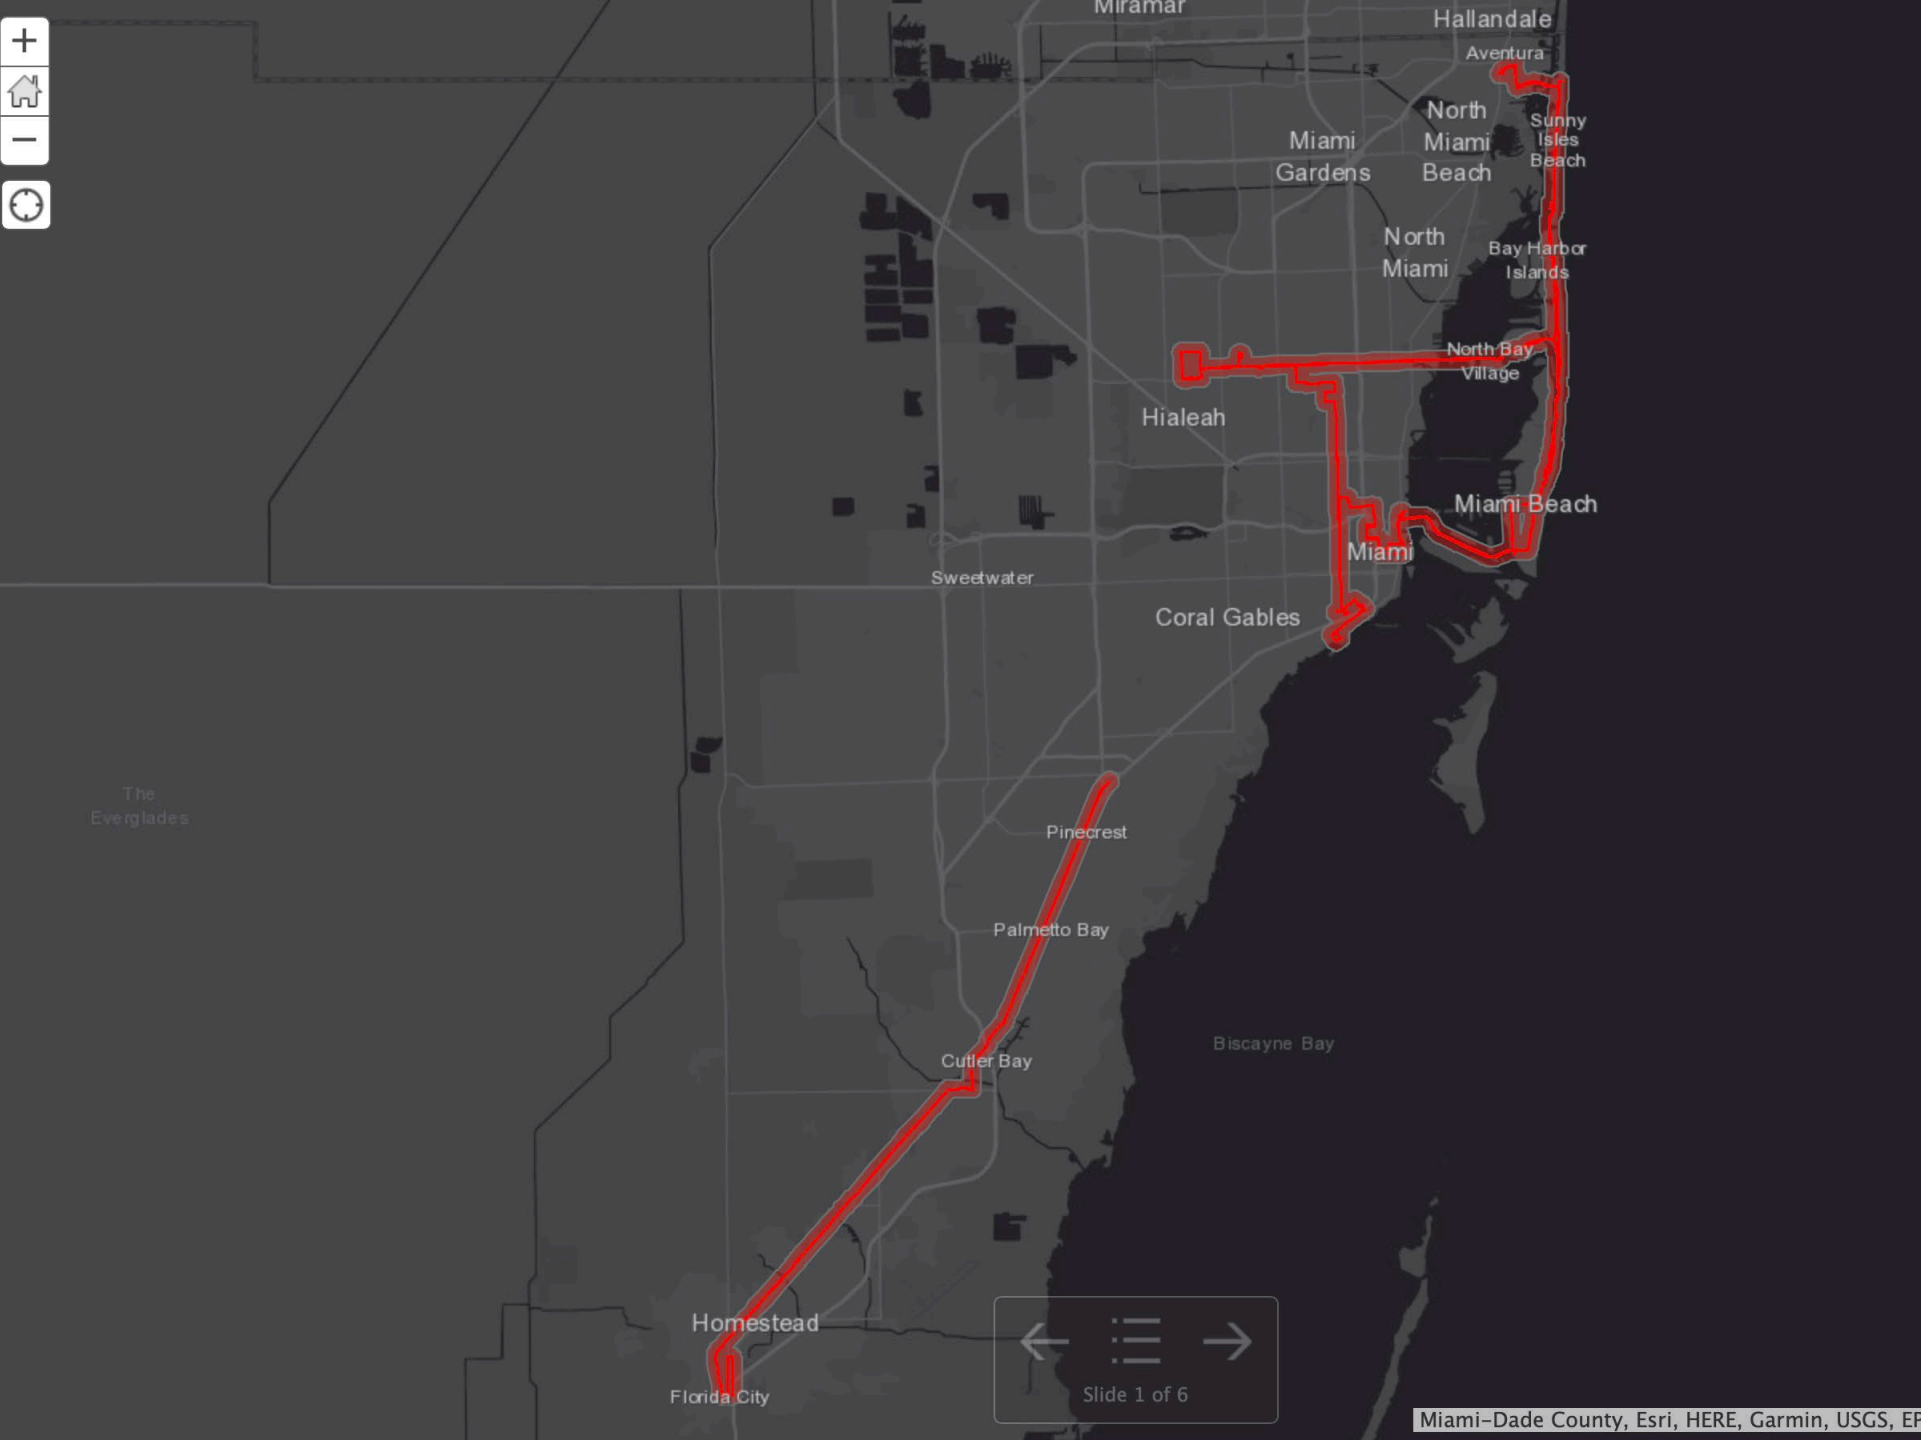 Miramar
Hallandale
Aventura
North
Miami
Beach
Sunny
Isles
Beach
Miami
Gardens
North
Miami
Bay Harbor
Islands
North Bay
Village
Hialeah
Miami Beach
Miami
Sweetwater
Coral Gables
The
Everglades
Pinecrest
Palmetto Bay
Biscayne Bay
Cutler Bay
Homestead
Florida City
Slide 1 of 6
Miami-Dade County, Esri, HERE, Garmin, USGS, EP